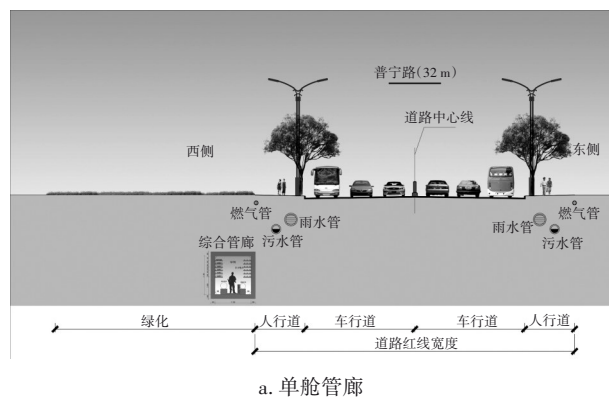 普宁路(32 m)
道路中心线
西侧
东侧
燃气管
雨水管
污水管
综合管廊
燃气管
雨水管
污水管
绿化
人行道
车行道
车行道
人行道
道路红线宽度
a. 单舱管廊